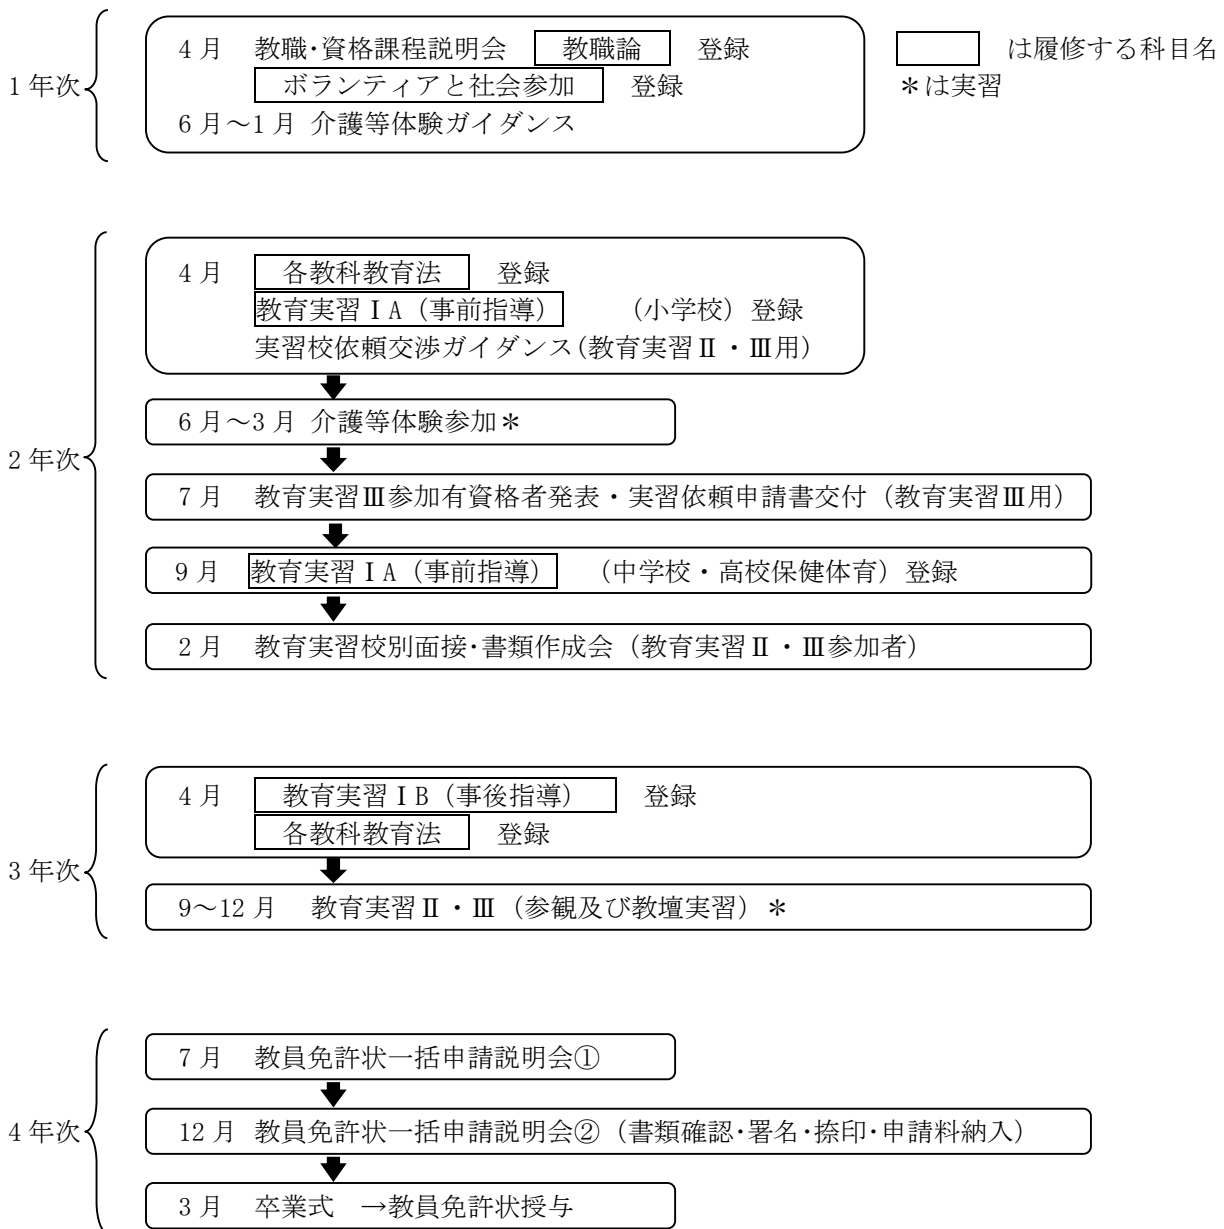 1年次
4月 教職・資格課程説明会 教職論 登録
ボランティアと社会参加 登録
6月～1月 介護等体験ガイダンス
は履修する科目名
＊は実習
2年次
4月 各教科教育法 登録
教育実習ⅠA（事前指導） （小学校）登録
実習校依頼交渉ガイダンス（教育実習Ⅱ・Ⅲ用）
6月～3月 介護等体験参加＊
7月 教育実習Ⅲ参加有資格者発表・実習依頼申請書交付（教育実習Ⅲ用）
9月 教育実習ⅠA（事前指導） （中学校・高校保健体育）登録
2月 教育実習校別面接・書類作成会（教育実習Ⅱ・Ⅲ参加者）
3年次
4月 教育実習ⅠB（事後指導） 登録
各教科教育法 登録
9～12月 教育実習Ⅱ・Ⅲ（参観及び教壇実習）＊
4年次
7月 教員免許状一括申請説明会①
12月 教員免許状一括申請説明会②（書類確認・署名・捺印・申請料納入）
3月 卒業式 →教員免許状授与